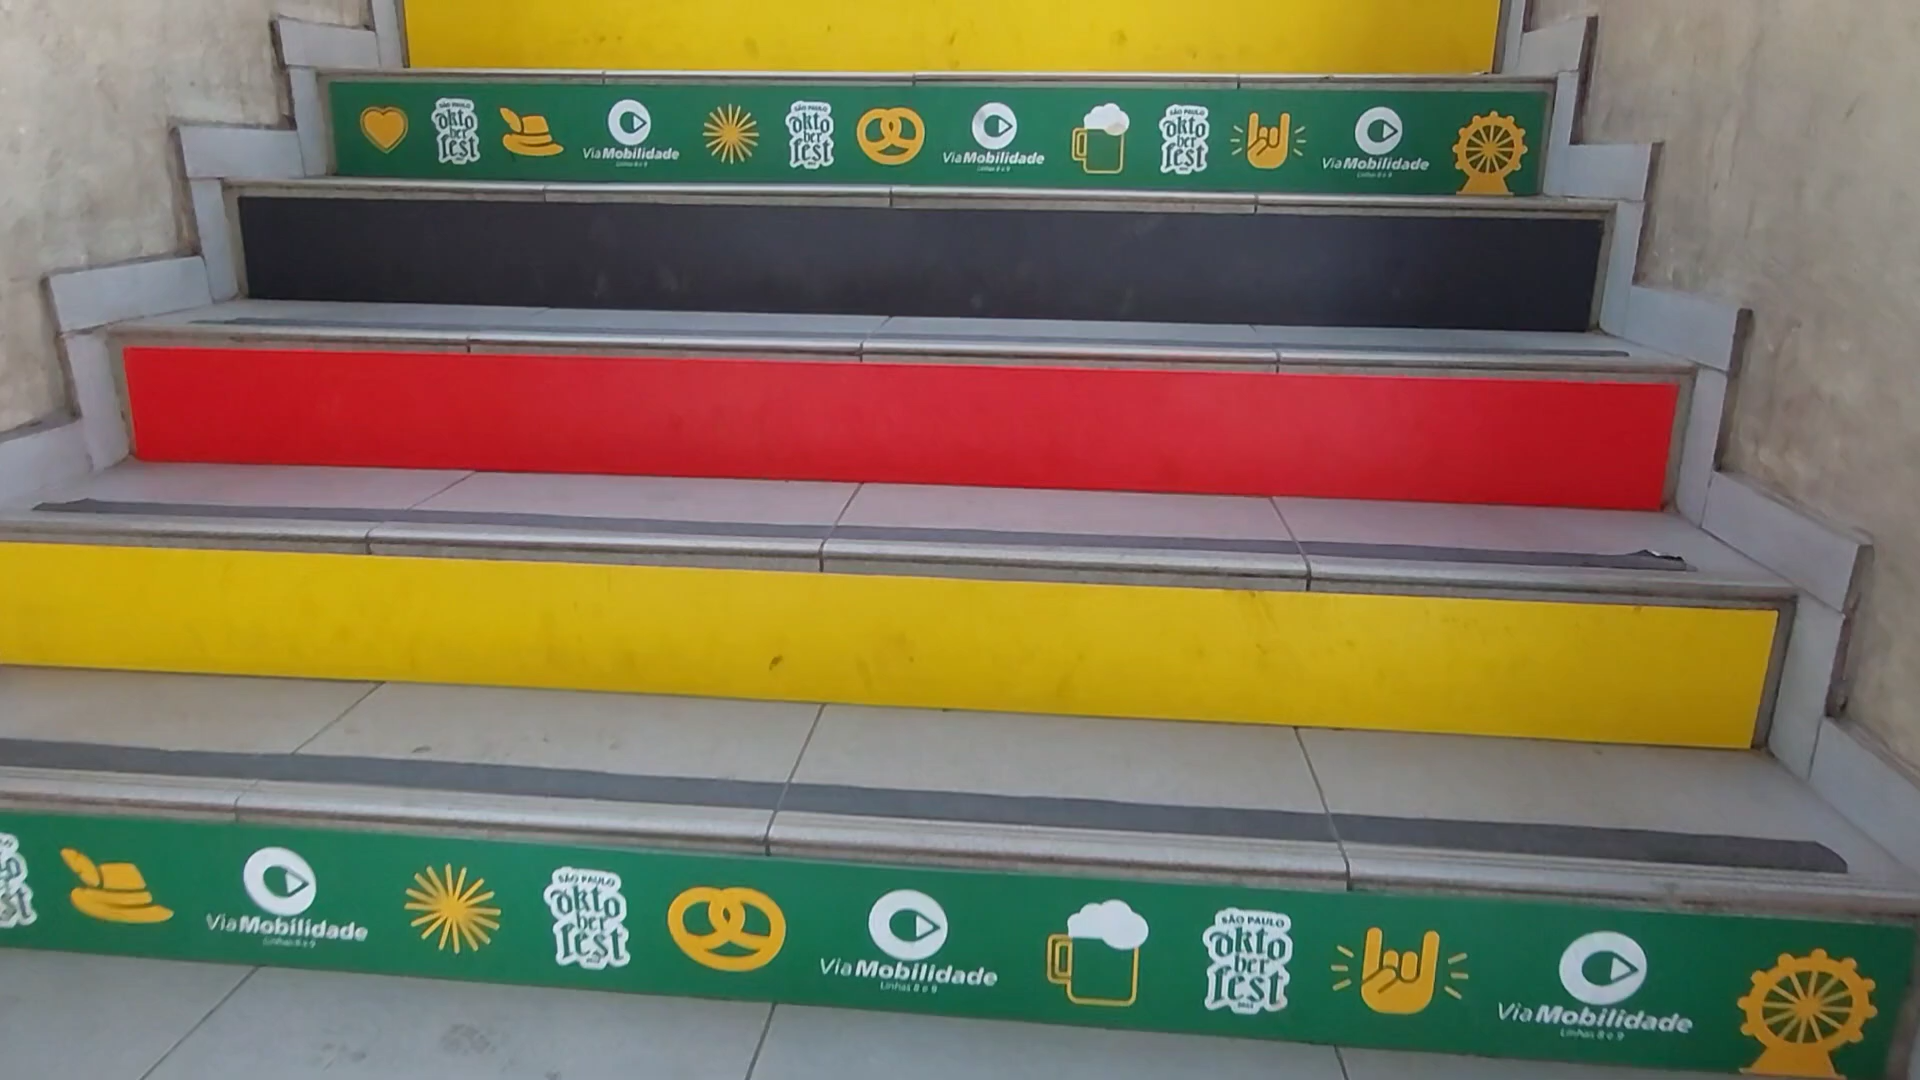 SÃO PAULO
okto
ber
fest
ViaMobilidade
Linhas 8 e 9
SÃO PAULO
okto
ber
fest
ViaMobilidade
Linhas 8 e 9
SÃO PAULO
okto
ber
fest
ViaMobilidade
Linhas 8 e 9
ViaMobilidade
Linhas 8 e 9
SÃO PAULO
okto
ber
fest
ViaMobilidade
Linhas 8 e 9
SÃO PAULO
okto
ber
fest
ViaMobilidade
Linhas 8 e 9